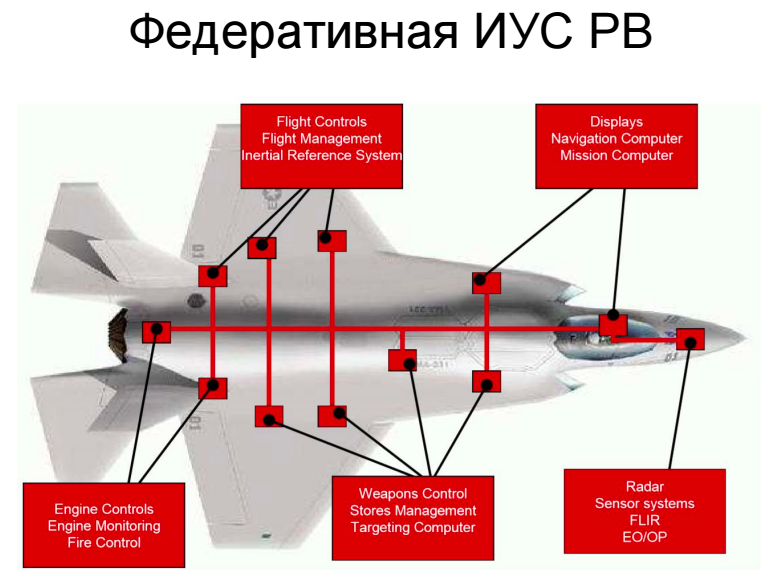 Федеративная ИУС РВ
Flight Controls
Flight Management
Inertial Reference System
Displays
Navigation Computer
Mission Computer
Engine Controls
Engine Monitoring
Fire Control
Weapons Control
Stores Management
Targeting Computer
Radar
Sensor systems
FLIR
EO/OP